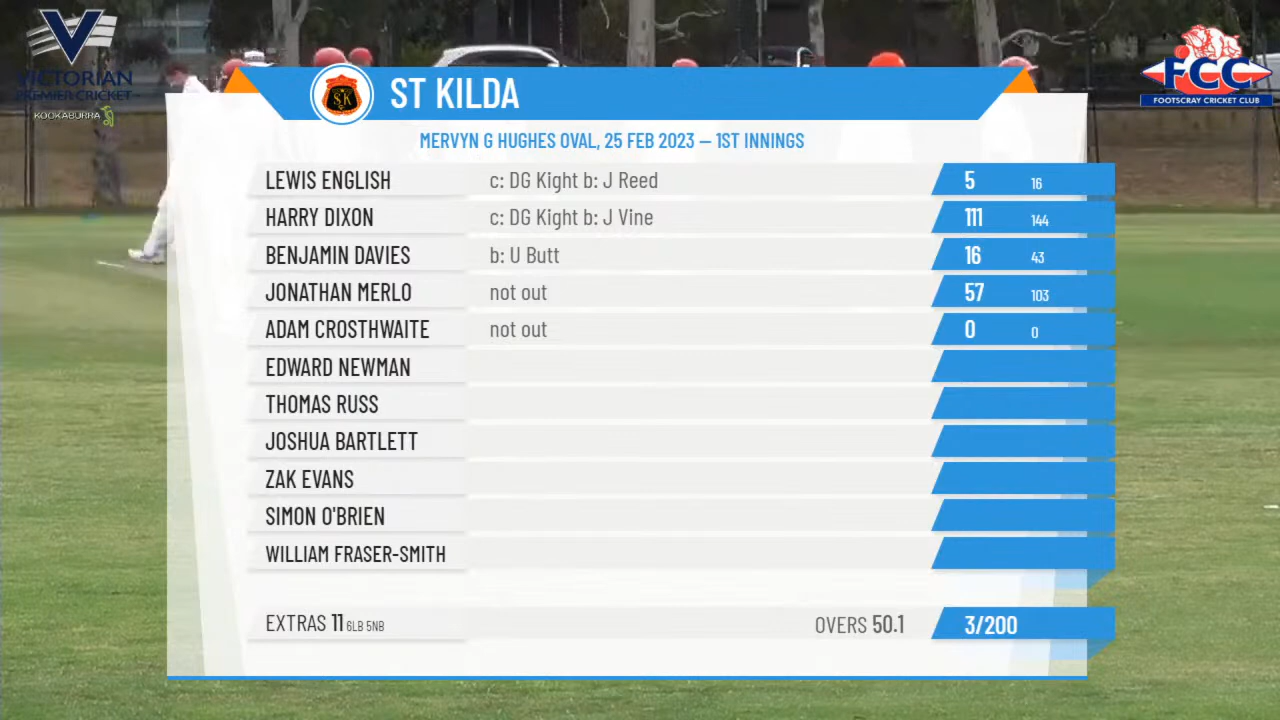 VICTORIAN
PREMIER CRICKET
KOOKABURRA
SK
ST KILDA
FCC
FOOTSCRAY CRICKET CLUB
MERVYN G HUGHES OVAL, 25 FEB 2023 – 1ST INNINGS
LEWIS ENGLISH c: DG Kight b: J Reed 5 16
HARRY DIXON c: DG Kight b: J Vine 111 144
BENJAMIN DAVIES b: U Butt 16 43
JONATHAN MERLO not out 57 103
ADAM CROSTHWAITE not out 0 0
EDWARD NEWMAN
THOMAS RUSS
JOSHUA BARTLETT
ZAK EVANS
SIMON O'BRIEN
WILLIAM FRASER-SMITH
EXTRAS 11 6LB 5NB OVERS 50.1 3/200